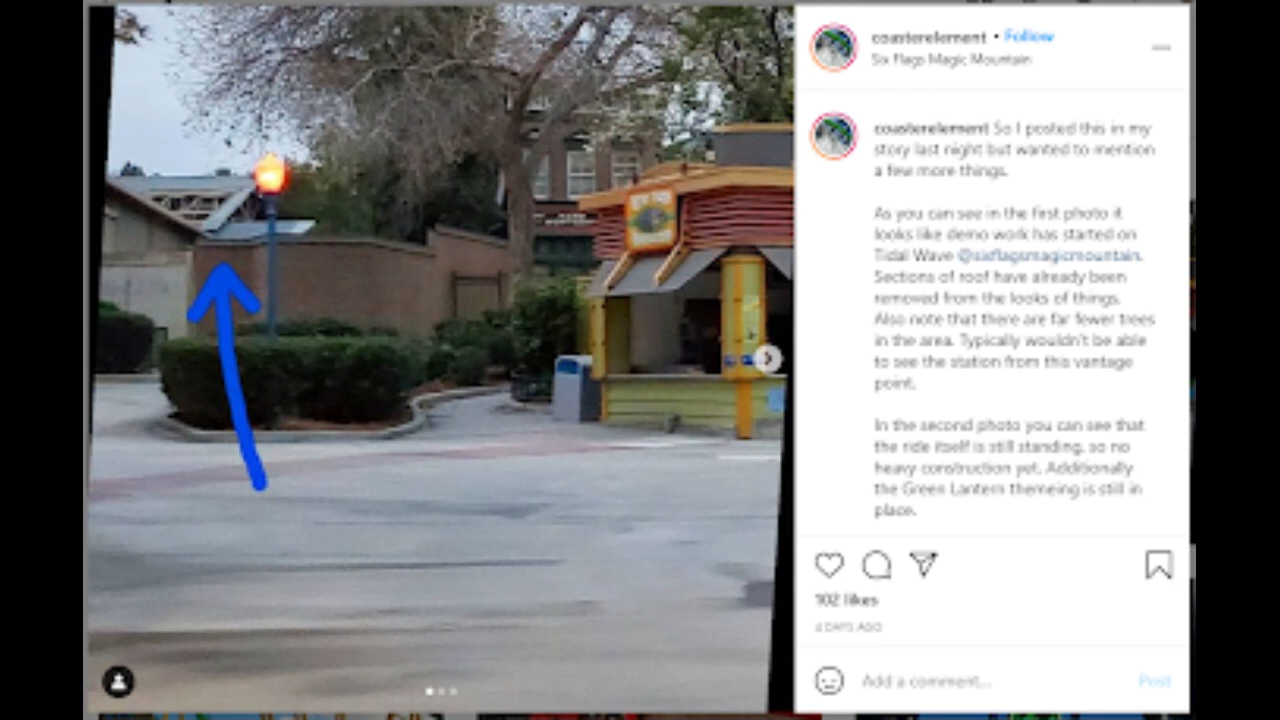 coasterelement • Follow
Six Flags Magic Mountain
coasterelement So I posted this in my
story last night but wanted to mention
a few more things.
As you can see in the first photo it
looks like demo work has started on
Tidal Wave @sixflagsmagicmountain.
Sections of roof have already been
removed from the looks of things.
Also note that there are far fewer trees
in the area. Typically wouldn't be able
to see the station from this vantage
point.
In the second photo you can see that
the ride itself is still standing, so no
heavy construction yet. Additionally
the Green Lantern themeing is still in
place.
102 likes
DAYS AGO
Add a comment...
Post